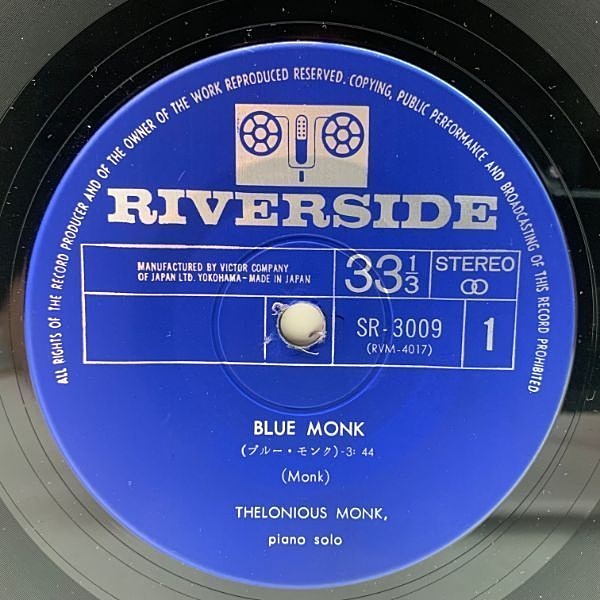 ALL RIGHTS OF THE RECORD PRODUCER AND OF THE OWNER OF THE WORK REPRODUCED RESERVED. COPYING, PUBLIC PERFORMANCE AND BROADCASTING OF THIS RECORD PROHIBITED.
RIVERSIDE
MANUFACTURED BY VICTOR COMPANY
OF JAPAN LTD. YOKOHAMA-MADE IN JAPAN
33 1/3
STEREO
SR-3009
(RVM-4017)
1
BLUE MONK
(ブルー・モンク)-3:44
(Monk)
THELONIOUS MONK,
piano solo